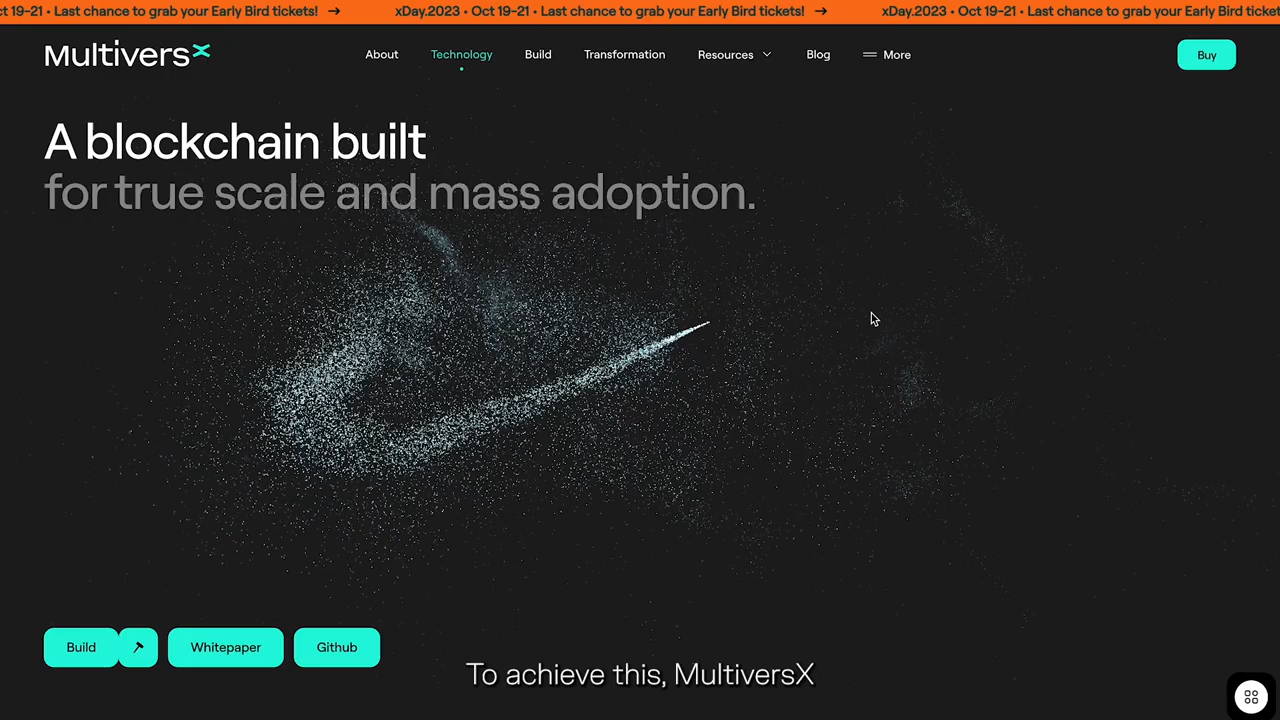 ct 19-21 • Last chance to grab your Early Bird tickets! → xDay.2023 • Oct 19-21 • Last chance to grab your Early Bird tickets! → xDay.2023 • Oct 19-21 • Last chance to grab your Early Bird ticket
MultiversX
About Technology Build Transformation Resources Blog More
Buy
A blockchain built
for true scale and mass adoption.
Build Whitepaper Github
To achieve this, MultiversX